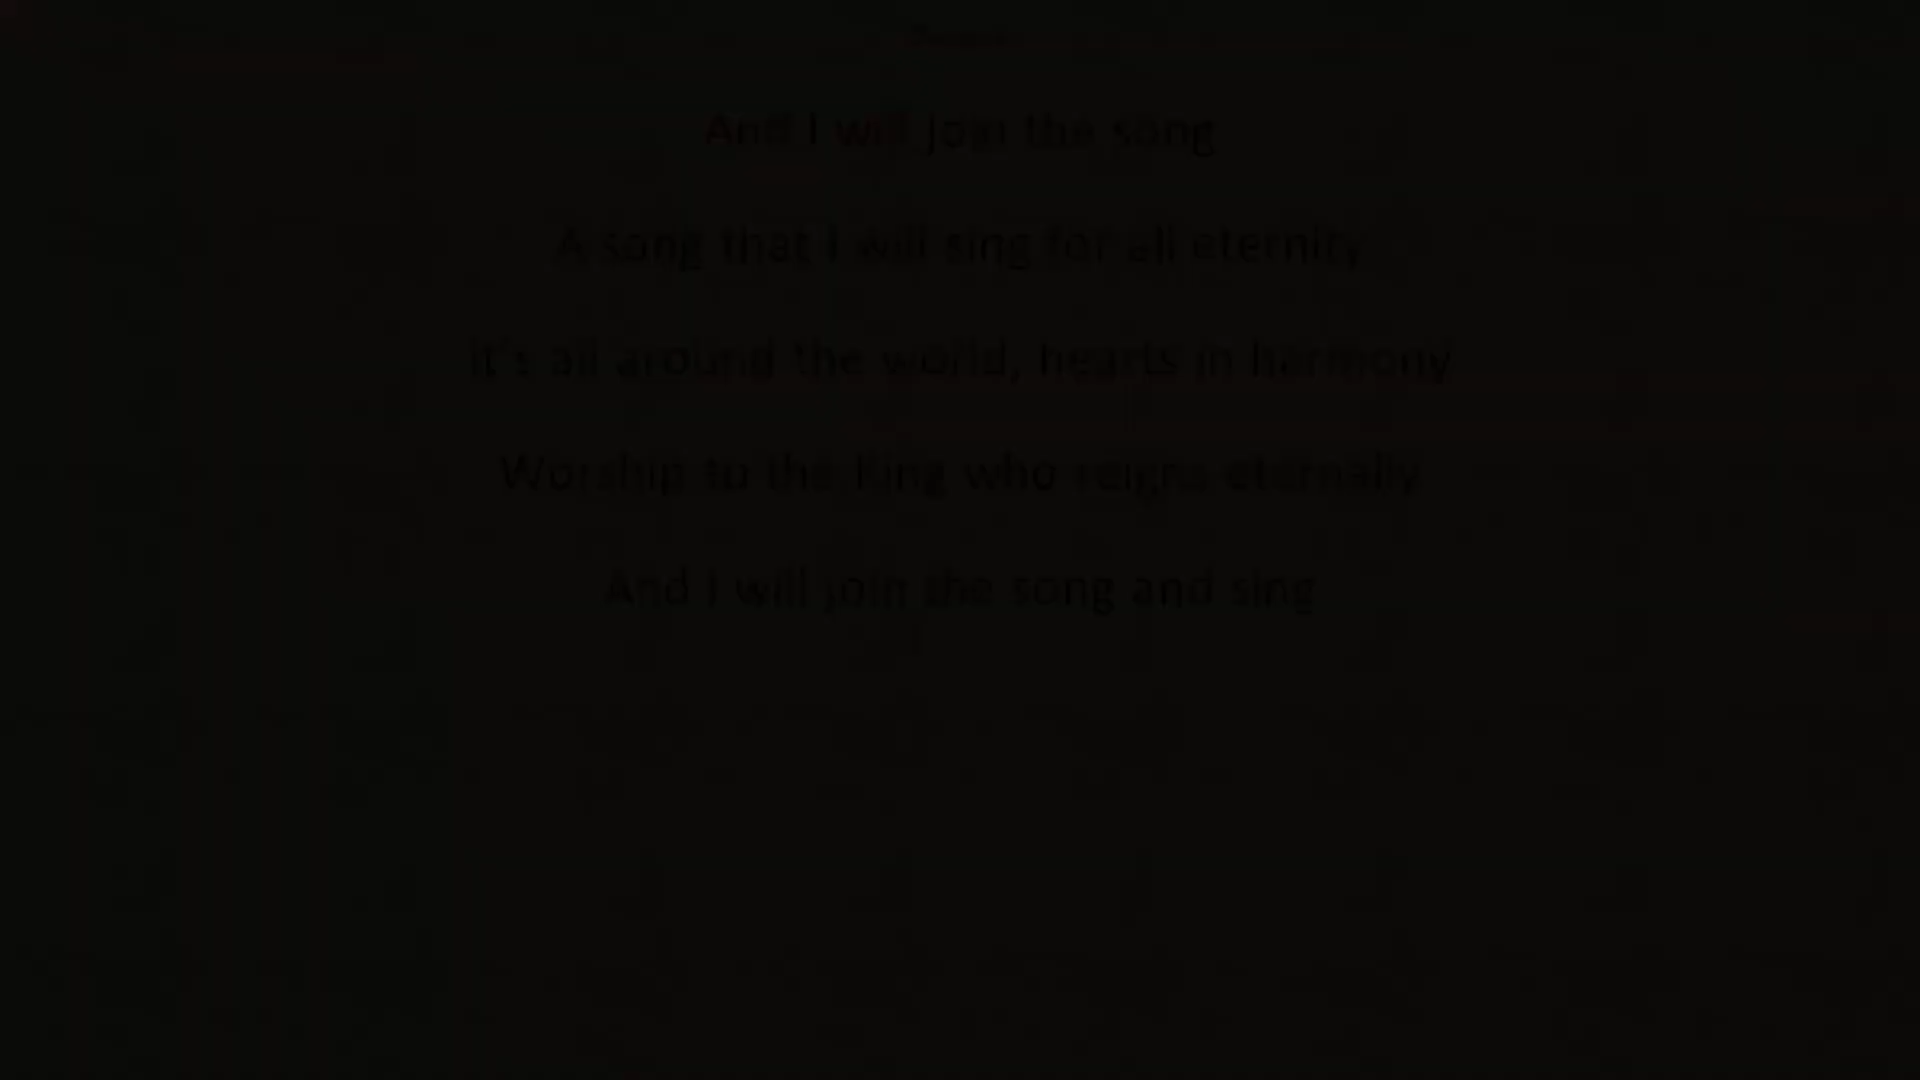 And I will join the song
A song that I will sing for all eternity
It's all around the world, hearts in harmony
Worship to the King who reigns eternally
And I will join the song and sing